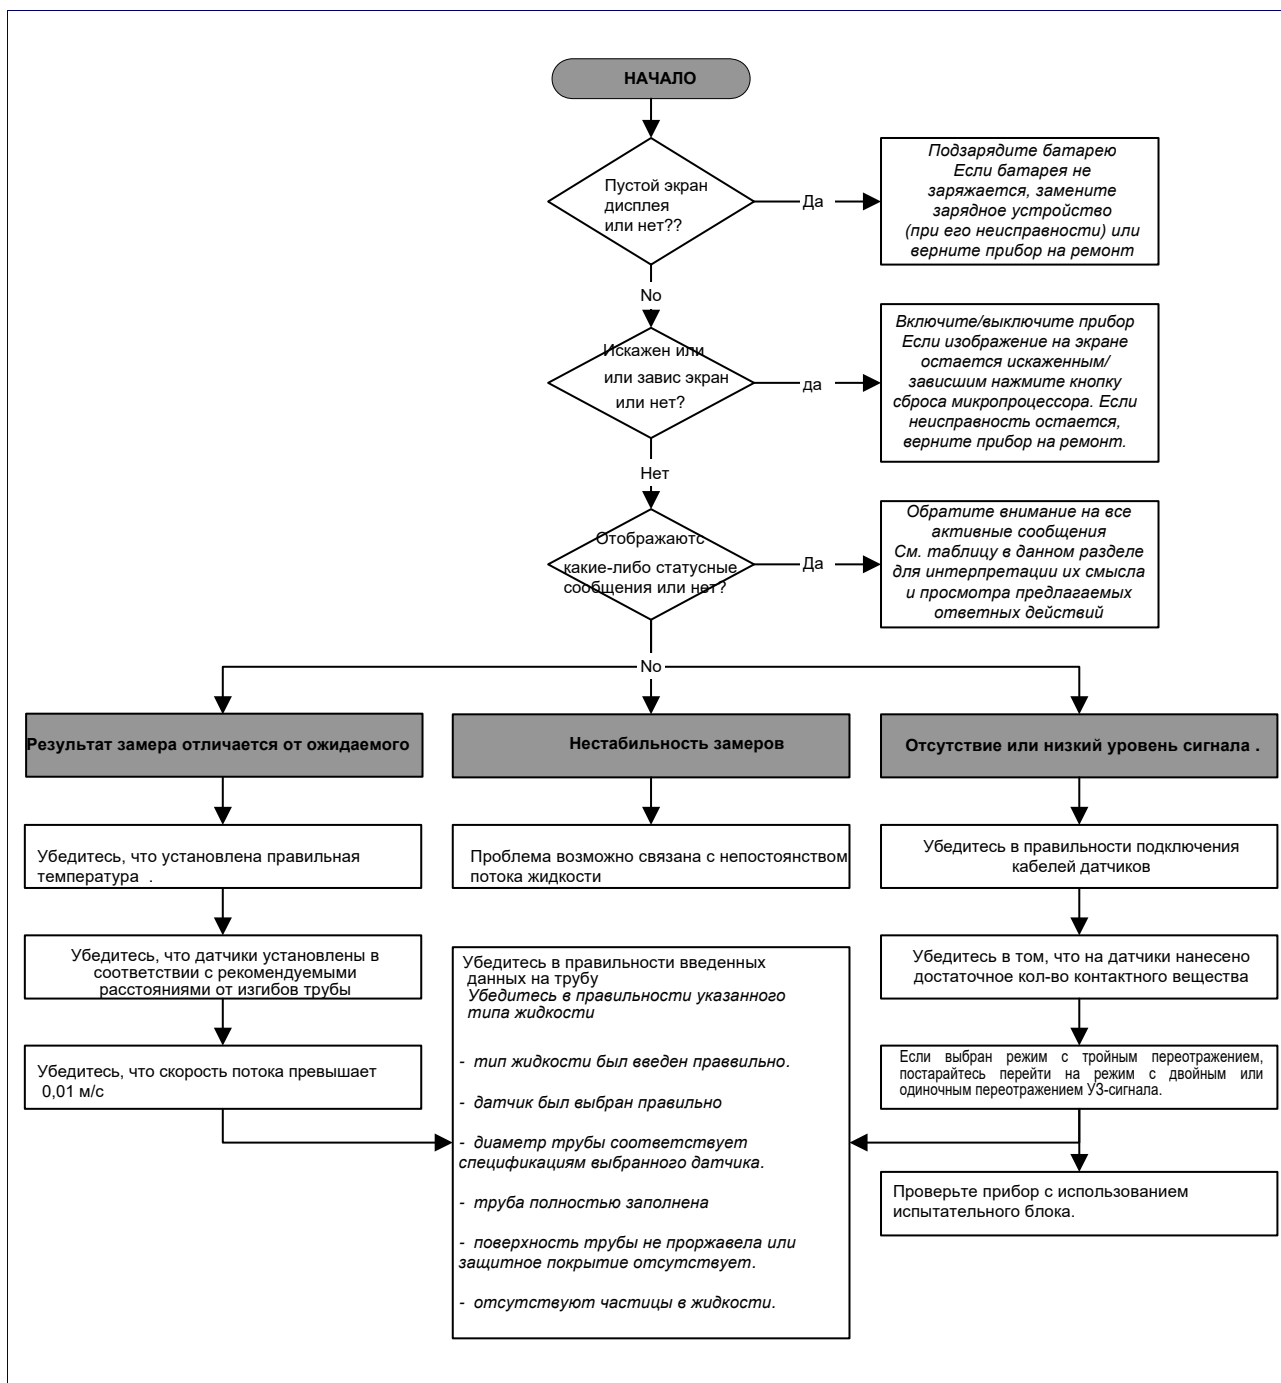 НАЧАЛО
Пустой экран
дисплея
или нет??
Да
Подзарядите батарею
Если батарея не
заряжается, замените
зарядное устройство
(при его неисправности) или
верните прибор на ремонт
No
Искажен или
или завис экран
или нет?
да
Включите/выключите прибор
Если изображение на экране
остается искаженным/
зависшим нажмите кнопку
сброса микропроцессора. Если
неисправность остается,
верните прибор на ремонт.
Нет
Отображаютс
какие-либо статусные
сообщения или нет?
Да
Обратите внимание на все
активные сообщения
См. таблицу в данном разделе
для интерпретации их смысла
и просмотра предлагаемых
ответных действий
No
Результат замера отличается от ожидаемого
Нестабильность замеров
Отсутствие или низкий уровень сигнала .
Убедитесь, что установлена правильная
температура .
Проблема возможно связана с непостоянством
потока жидкости
Убедитесь в правильности подключения
кабелей датчиков
Убедитесь, что датчики установлены в
соответствии с рекомендуемыми
расстояниями от изгибов трубы
Убедитесь в правильности введенных
данных на трубу
Убедитесь в правильности указанного
типа жидкости
- тип жидкости был введен праввильно.
- датчик был выбран правильно
- диаметр трубы соответствует
спецификациям выбранного датчика.
- труба полностью заполнена
- поверхность трубы не проржавела или
защитное покрытие отсутствует.
- отсутствуют частицы в жидкости.
Убедитесь в том, что на датчики нанесено
достаточное кол-во контактного вещества
Убедитесь, что скорость потока превышает
0,01 м/с
Если выбран режим с тройным переотражением,
постарайтесь перейти на режим с двойным или
одиночным переотражением УЗ-сигнала.
Проверьте прибор с использованием
испытательного блока.